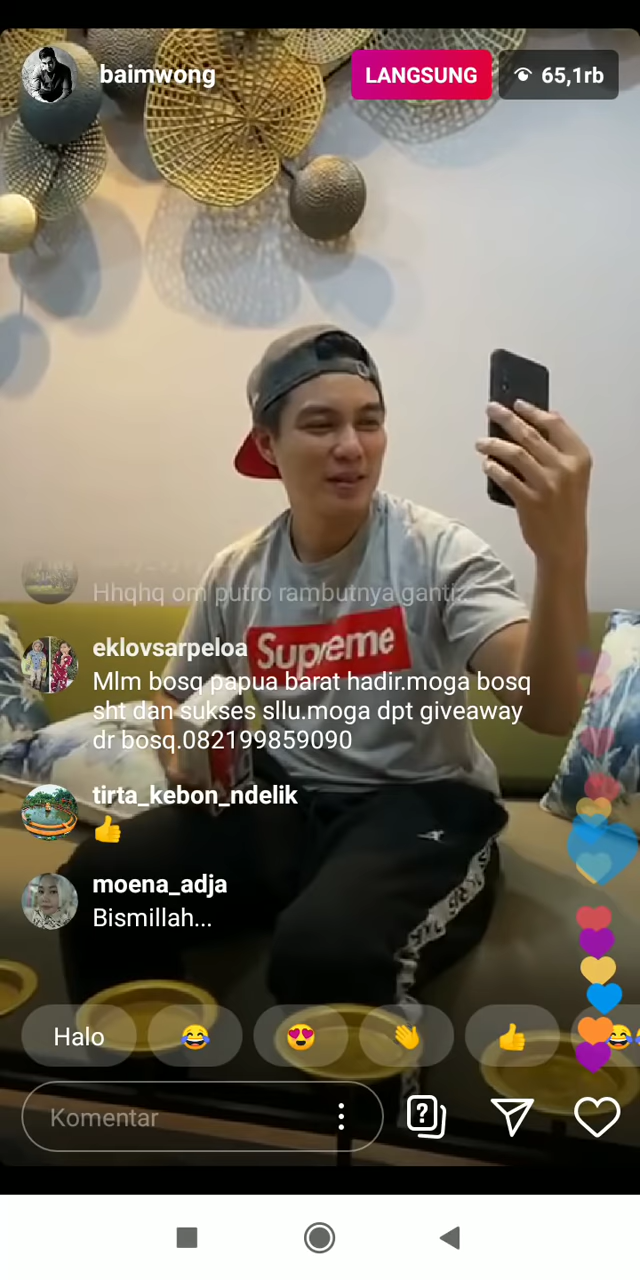 baimwong
LANGSUNG
65,1rb
Hhqhq om putro rambutnya ganti
eklovsarpeloa
Supreme
Mlm bosq papua barat hadir.moga bosq
sht dan sukses sllu.moga dpt giveaway
dr bosq.082199859090
tirta_kebon_ndelik
👍
moena_adja
Bismillah...
Halo 😂 😍 👋 👍 😂
Komentar